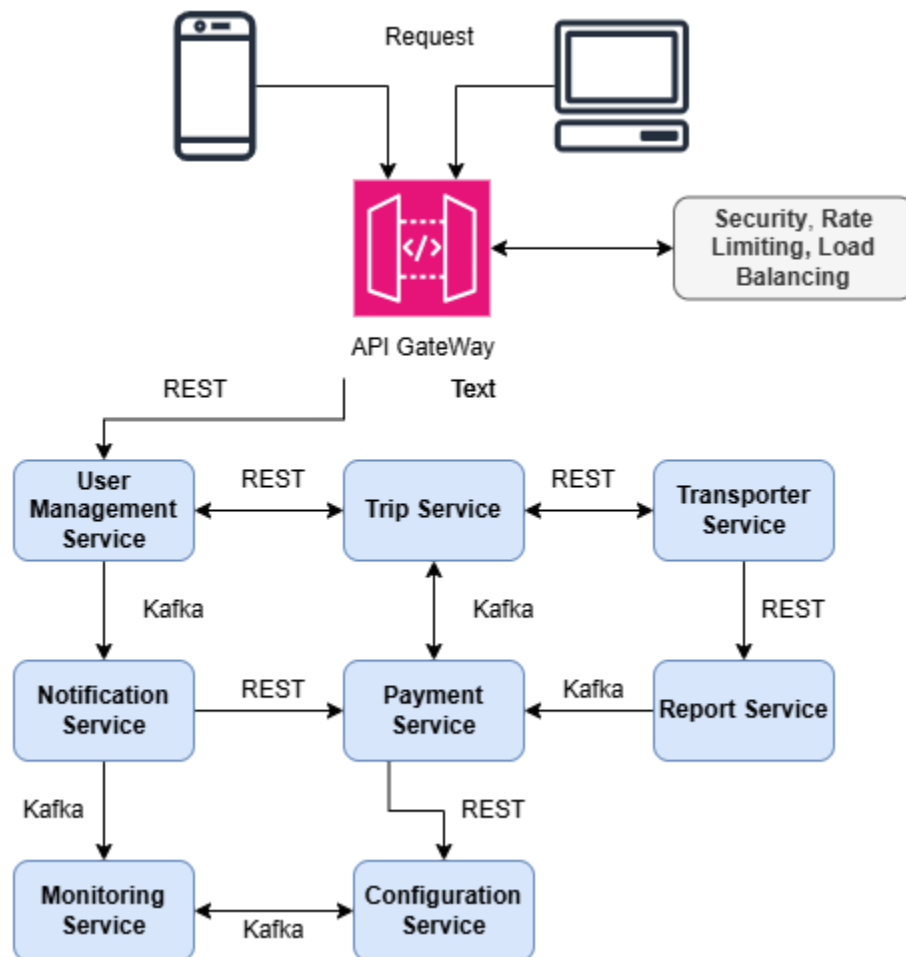 Request
Security, Rate
Limiting, Load
Balancing
</>
API GateWay
REST
Text
User
Management
Service
REST
Trip Service
REST
Transporter
Service
Kafka
Kafka
REST
Notification
Service
REST
Payment
Service
Kafka
Report Service
Kafka
REST
Monitoring
Service
Kafka
Configuration
Service